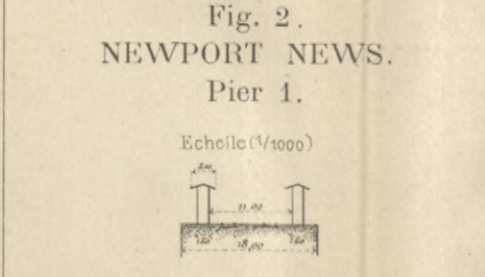 Fig. 2.
NEWPORT NEWS.
Pier 1.
Echelle (1/1000)
11.00
18,00